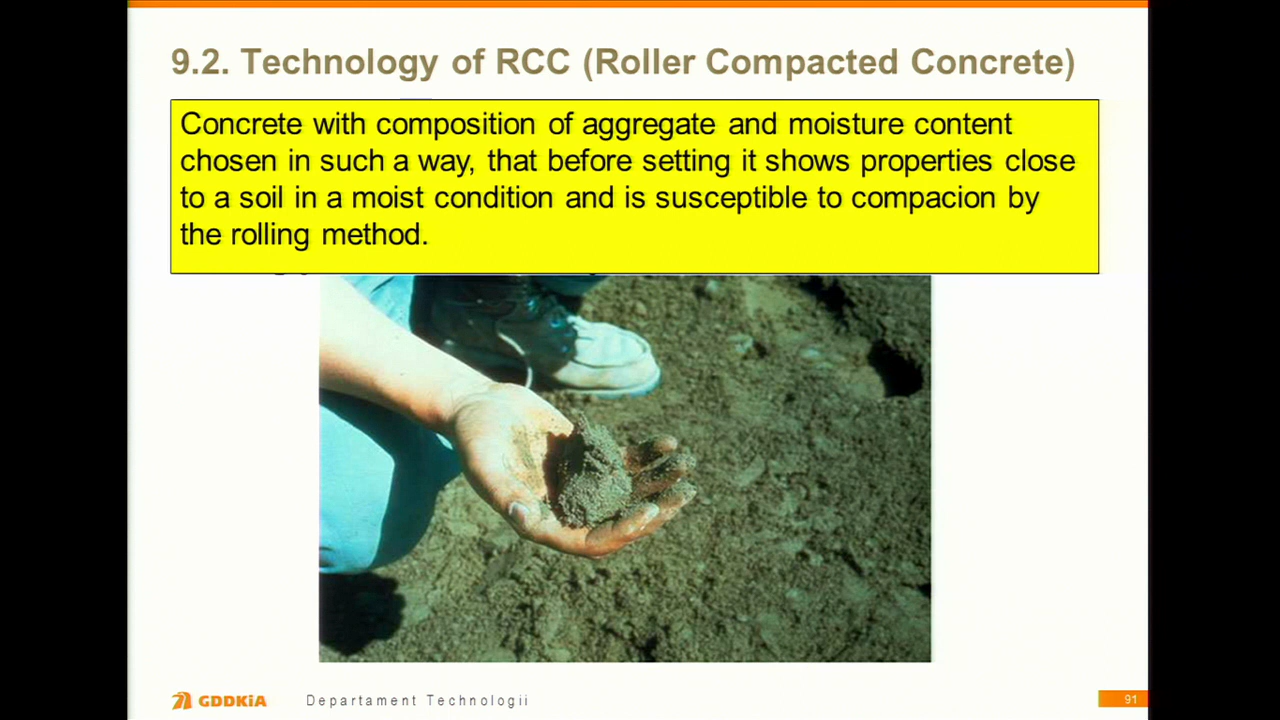 9.2. Technology of RCC (Roller Compacted Concrete)
Concrete with composition of aggregate and moisture content
chosen in such a way, that before setting it shows properties close
to a soil in a moist condition and is susceptible to compacion by
the rolling method.
GDDKiA
Departament Technologii
91